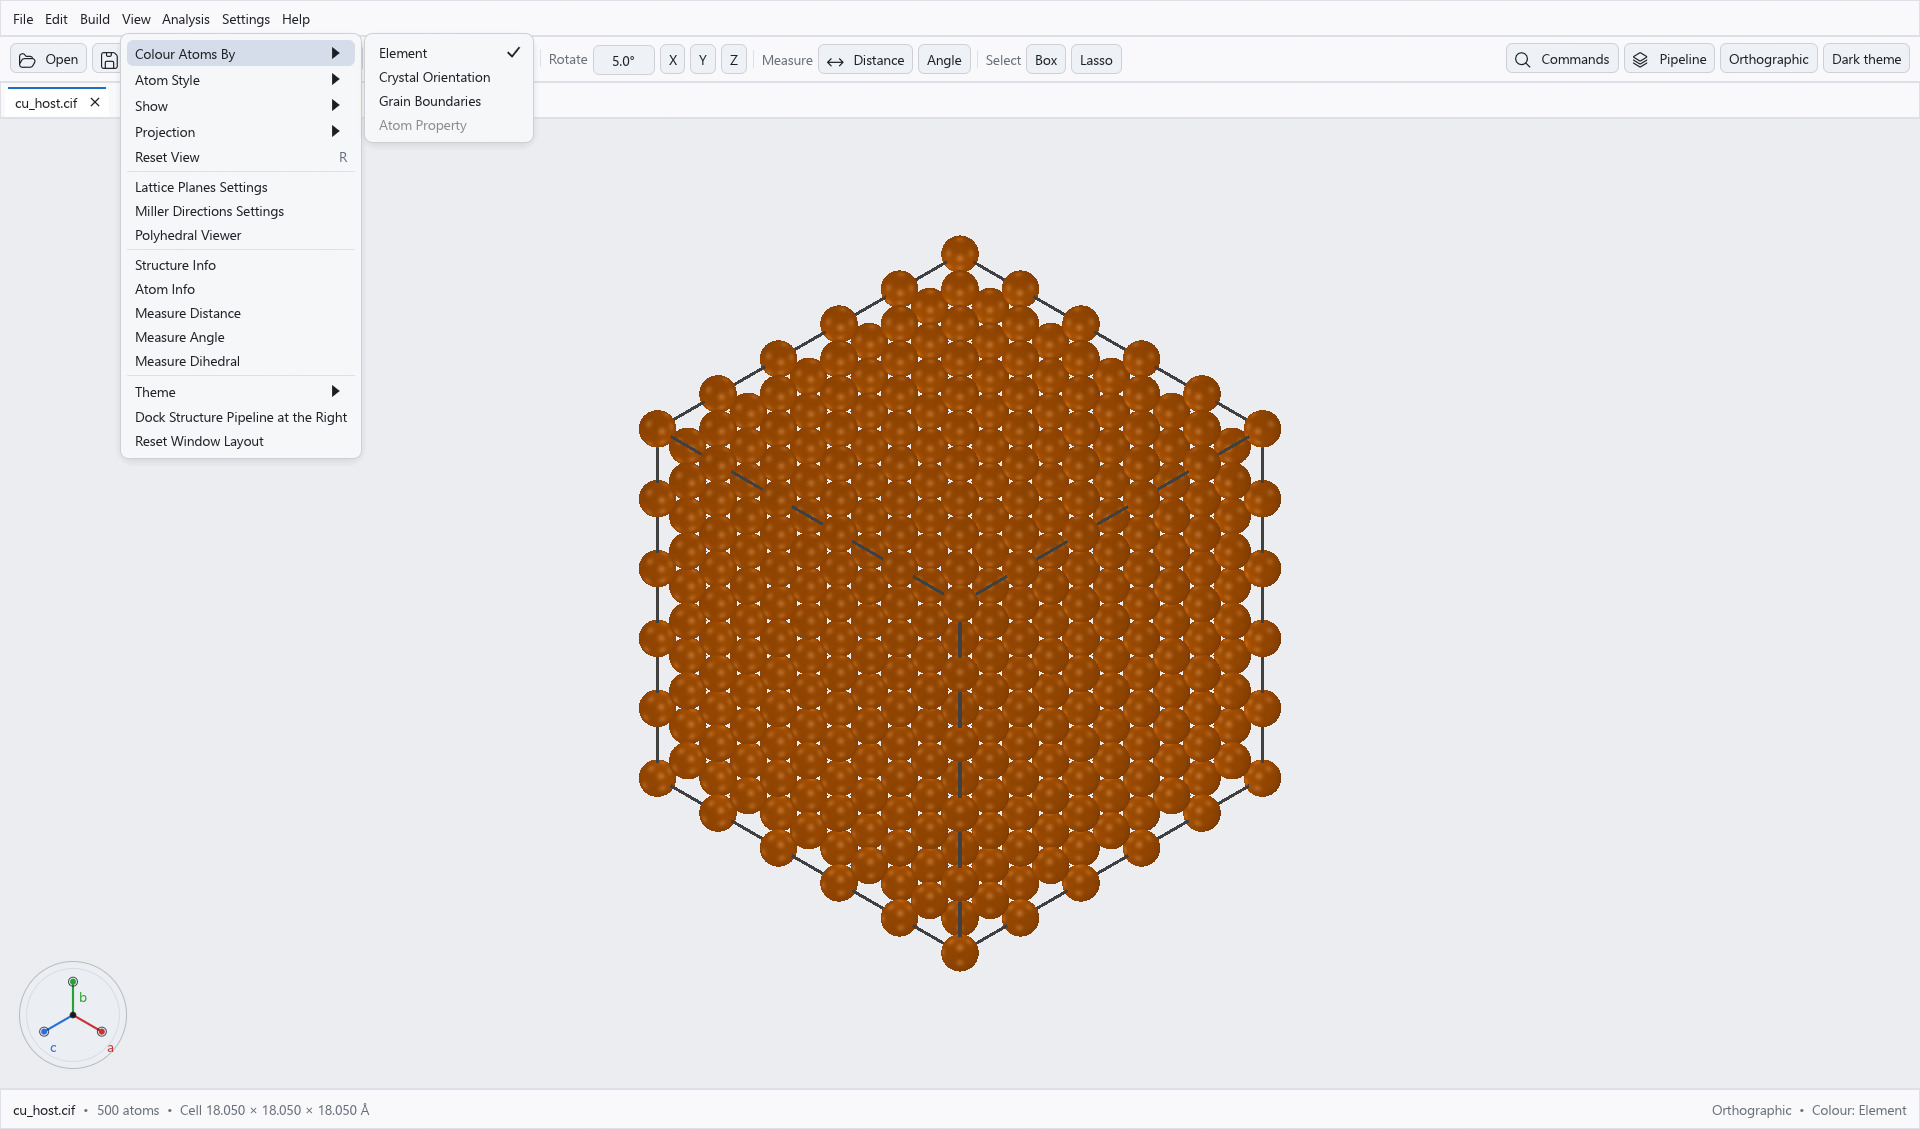 File Edit Build View Analysis Settings Help
Open Rotate 5.0° X Y Z Measure Distance Angle Select Box Lasso Commands Pipeline Orthographic Dark theme
cu_host.cif
Colour Atoms By
Atom Style
Show
Projection
Reset View R
Lattice Planes Settings
Miller Directions Settings
Polyhedral Viewer
Structure Info
Atom Info
Measure Distance
Measure Angle
Measure Dihedral
Theme
Dock Structure Pipeline at the Right
Reset Window Layout
Element
Crystal Orientation
Grain Boundaries
Atom Property
b
c a
cu_host.cif • 500 atoms • Cell 18.050 × 18.050 × 18.050 Å Orthographic • Colour: Element